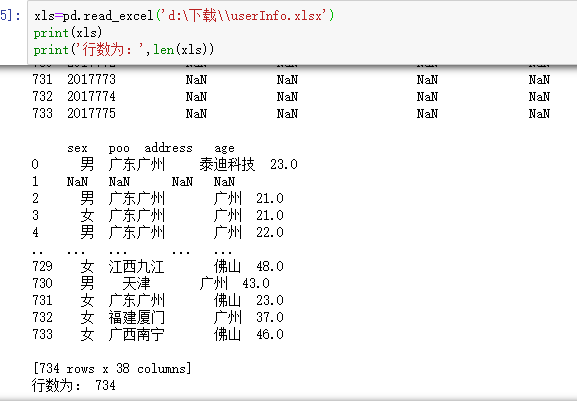 5]: xls=pd.read_excel('d:\下载\\userInfo.xlsx')
print(xls)
print('行数为:',len(xls))
731 2017773 NaN NaN NaN NaN
732 2017774 NaN NaN NaN NaN
733 2017775 NaN NaN NaN NaN
sex poo address age
0 男 广东广州 泰迪科技 23.0
1 NaN NaN NaN NaN
2 男 广东广州 广州 21.0
3 女 广东广州 广州 21.0
4 男 广东广州 广州 22.0
.. ... ... ... ...
729 女 江西九江 佛山 48.0
730 男 天津 广州 43.0
731 女 广东广州 佛山 23.0
732 女 福建厦门 广州 37.0
733 女 广西南宁 佛山 46.0
[734 rows x 38 columns]
行数为: 734